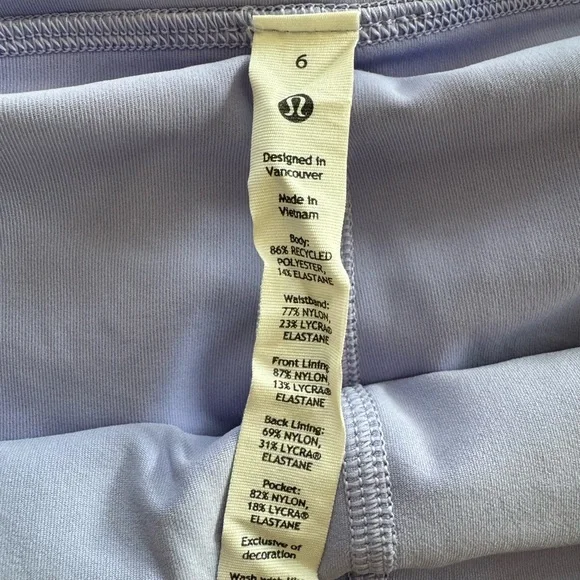 6
Designed in
Vancouver
Made in
Vietnam
Body:
86% RECYCLED
POLYESTER,
14% ELASTANE
Waistband:
77% NYLON,
23% LYCRA®
ELASTANE
Front Lining:
87% NYLON,
13% LYCRA®
ELASTANE
Back Lining:
69% NYLON,
31% LYCRA®
ELASTANE
Pocket:
82% NYLON,
18% LYCRA®
ELASTANE
Exclusive of
decoration
Wash with